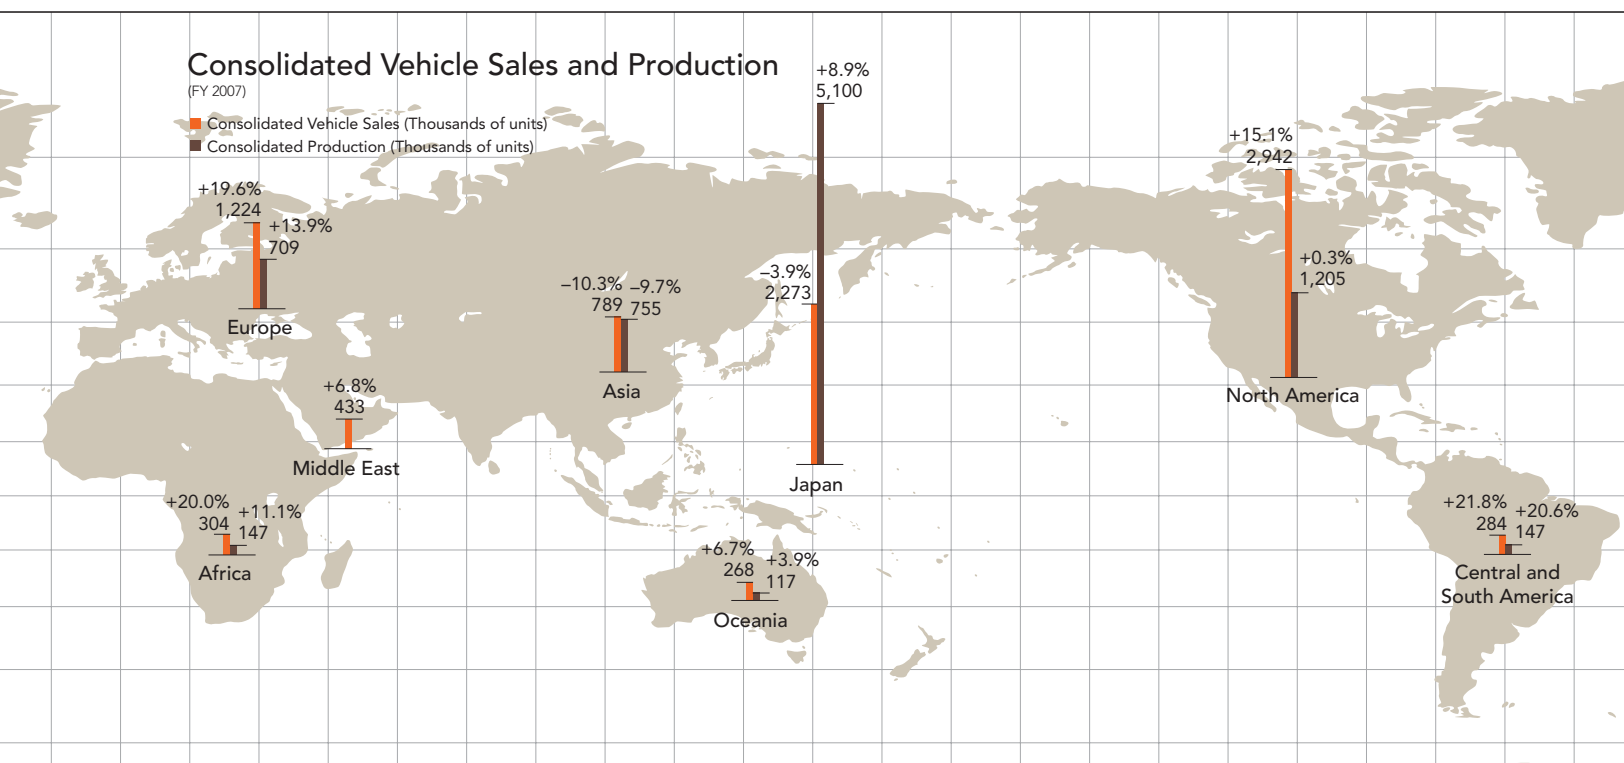 Consolidated Vehicle Sales and Production
(FY 2007)
Consolidated Vehicle Sales (Thousands of units)
Consolidated Production (Thousands of units)
+19.6%
1,224
+13.9%
709
Europe
+6.8%
433
Middle East
+20.0%
304
+11.1%
147
Africa
–10.3%
789
–9.7%
755
Asia
+8.9%
5,100
–3.9%
2,273
Japan
+6.7%
268
+3.9%
117
Oceania
+15.1%
2,942
+0.3%
1,205
North America
+21.8%
284
+20.6%
147
Central and
South America